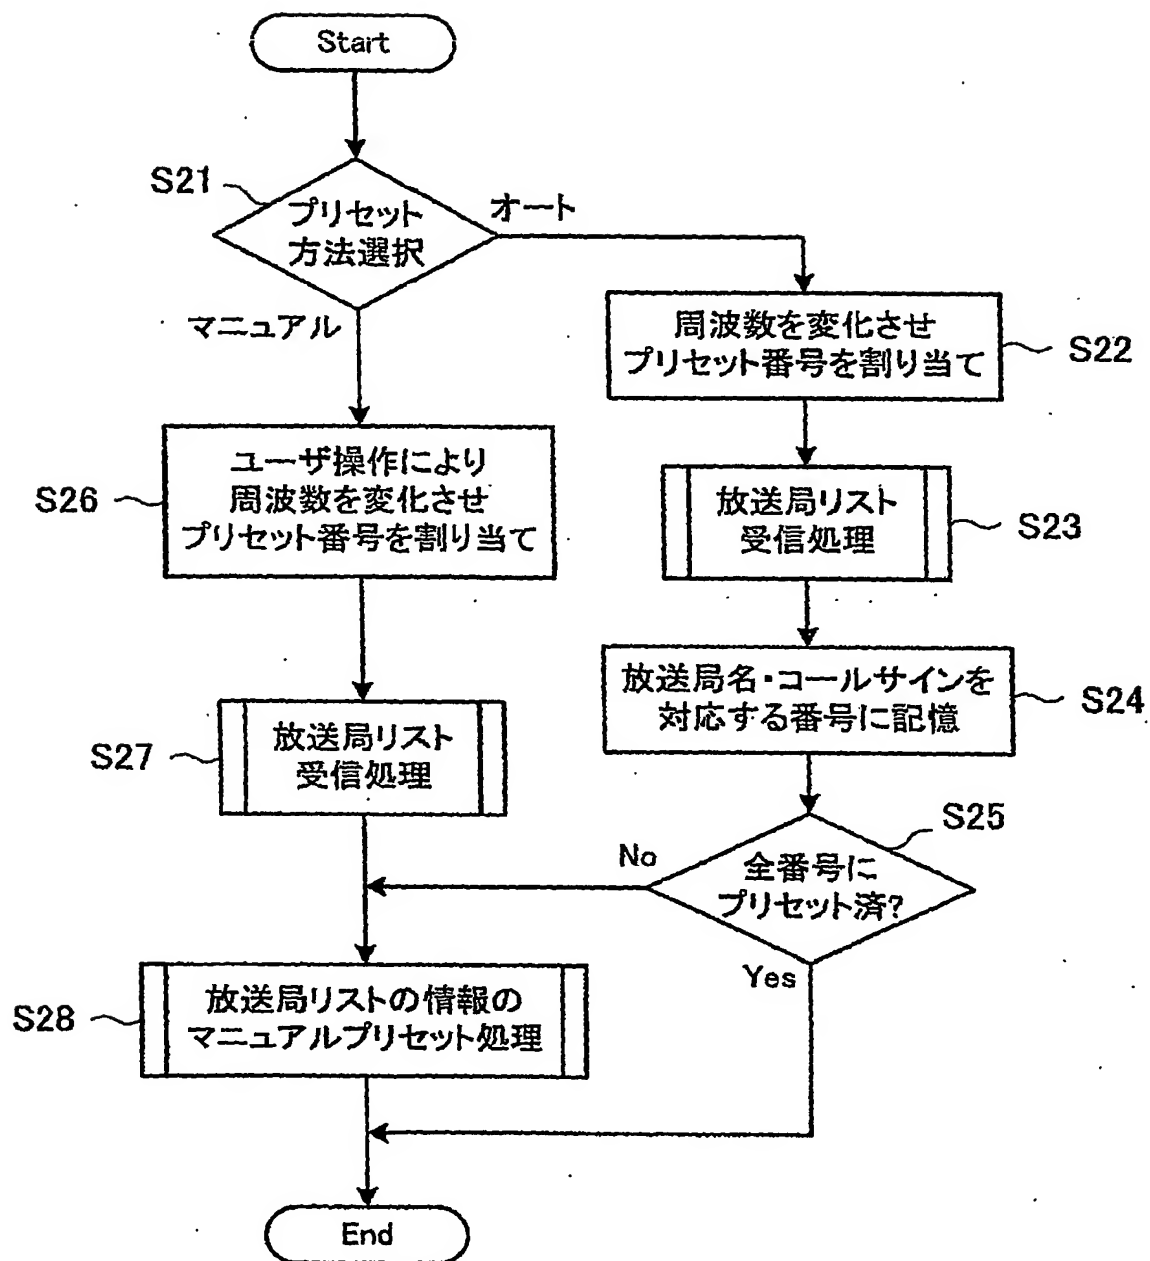 Start
S21
プリセット
方法選択
オート
マニュアル
周波数を変化させ
プリセット番号を割り当て
S22
ユーザ操作により
周波数を変化させ
プリセット番号を割り当て
S26
放送局リスト
受信処理
S23
放送局名・コールサインを
対応する番号に記憶
S24
放送局リスト
受信処理
S27
S25
全番号に
プリセット済?
No
Yes
放送局リストの情報の
マニュアルプリセット処理
S28
End